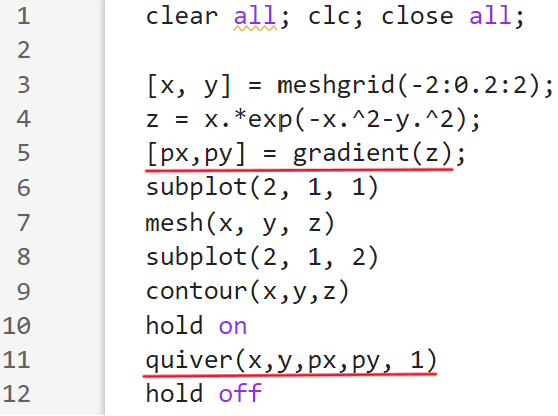 1 clear all; clc; close all;
2
3 [x, y] = meshgrid(-2:0.2:2);
4 z = x.*exp(-x.^2-y.^2);
5 [px,py] = gradient(z);
6 subplot(2, 1, 1)
7 mesh(x, y, z)
8 subplot(2, 1, 2)
9 contour(x,y,z)
10 hold on
11 quiver(x,y,px,py, 1)
12 hold off